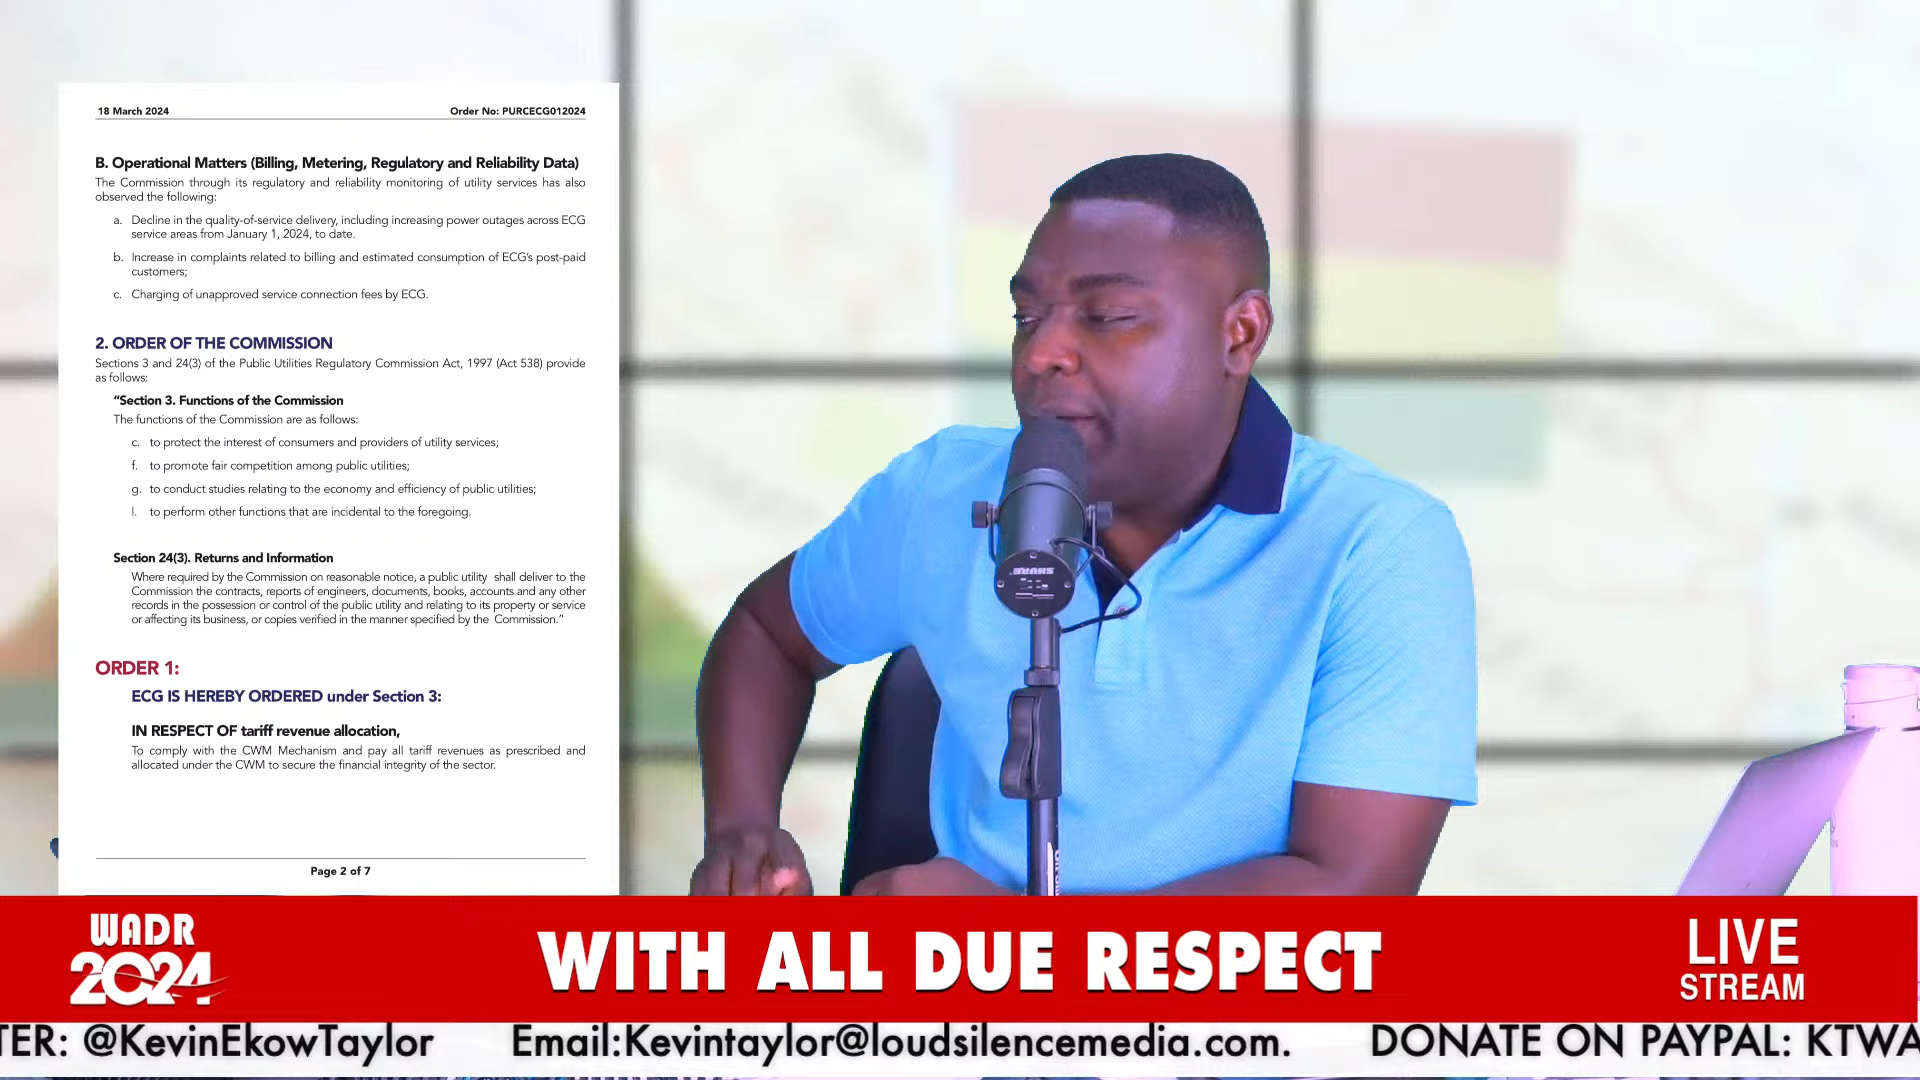 18 March 2024
Order No: PURCECG012024
B. Operational Matters (Billing, Metering, Regulatory and Reliability Data)
The Commission through its regulatory and reliability monitoring of utility services has also
observed the following:
a. Decline in the quality-of-service delivery, including increasing power outages across ECG
service areas from January 1, 2024, to date.
b. Increase in complaints related to billing and estimated consumption of ECG's post-paid
customers;
c. Charging of unapproved service connection fees by ECG.
2. ORDER OF THE COMMISSION
Sections 3 and 24(3) of the Public Utilities Regulatory Commission Act, 1997 (Act 538) provide
as follows:
"Section 3. Functions of the Commission
The functions of the Commission are as follows:
c. to protect the interest of consumers and providers of utility services;
f. to promote fair competition among public utilities;
g. to conduct studies relating to the economy and efficiency of public utilities;
l. to perform other functions that are incidental to the foregoing.
Section 24(3). Returns and Information
Where required by the Commission on reasonable notice, a public utility shall deliver to the
Commission the contracts, reports of engineers, documents, books, accounts and any other
records in the possession or control of the public utility and relating to its property or service
or affecting its business, or copies verified in the manner specified by the Commission."
ORDER 1:
ECG IS HEREBY ORDERED under Section 3:
IN RESPECT OF tariff revenue allocation,
To comply with the CWM Mechanism and pay all tariff revenues as prescribed and
allocated under the CWM to secure the financial integrity of the sector.
Page 2 of 7
SHURE
WADR
2024
WITH ALL DUE RESPECT
LIVE
STREAM
TER: @KevinEkowTaylor Email:Kevintaylor@loudsilencemedia.com. DONATE ON PAYPAL: KTWA